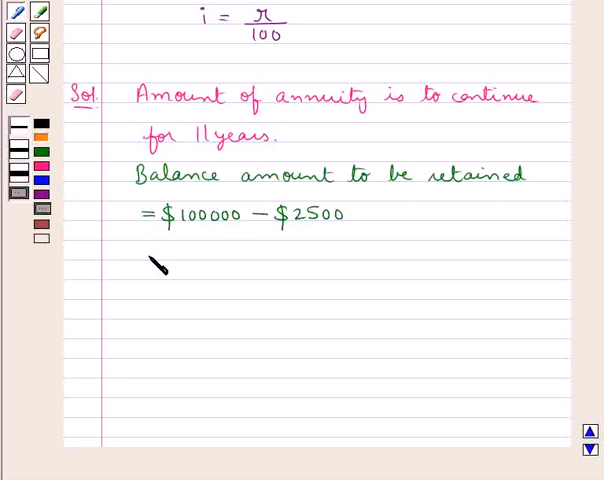 i = r/100
Sol. Amount of annuity is to continue
for 11 years.
Balance amount to be retained
= $100000 - $2500